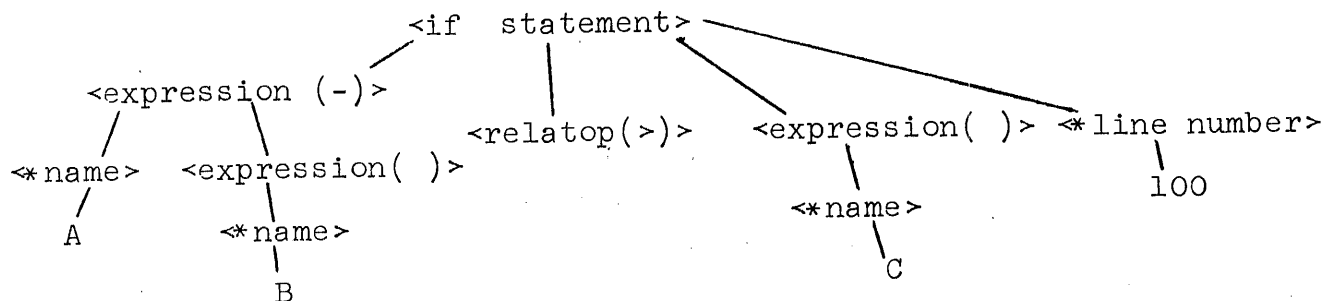 <if statement>
<expression (-)>
<relatop(>)> <expression( )> <*line number>
<*name> <expression( )>
100
<*name>
A <*name>
C
B